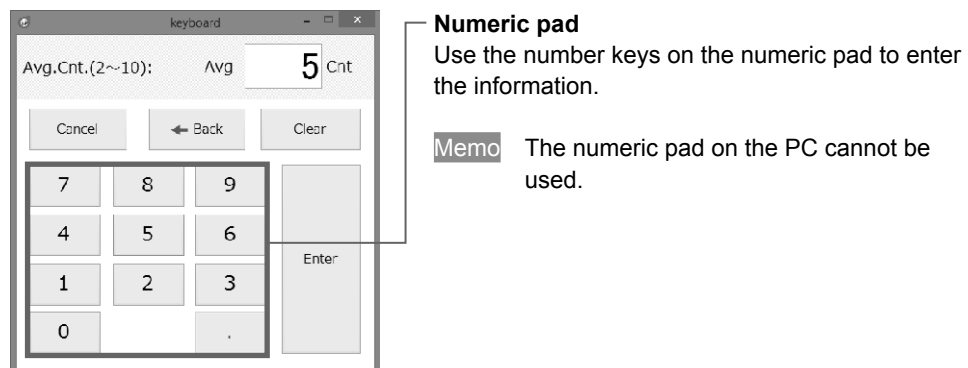 keyboard
Avg.Cnt.(2~10): Avg 5 Cnt
Cancel ← Back Clear
7 8 9
4 5 6
Enter
1 2 3
0 .
Numeric pad
Use the number keys on the numeric pad to enter
the information.
Memo The numeric pad on the PC cannot be
used.